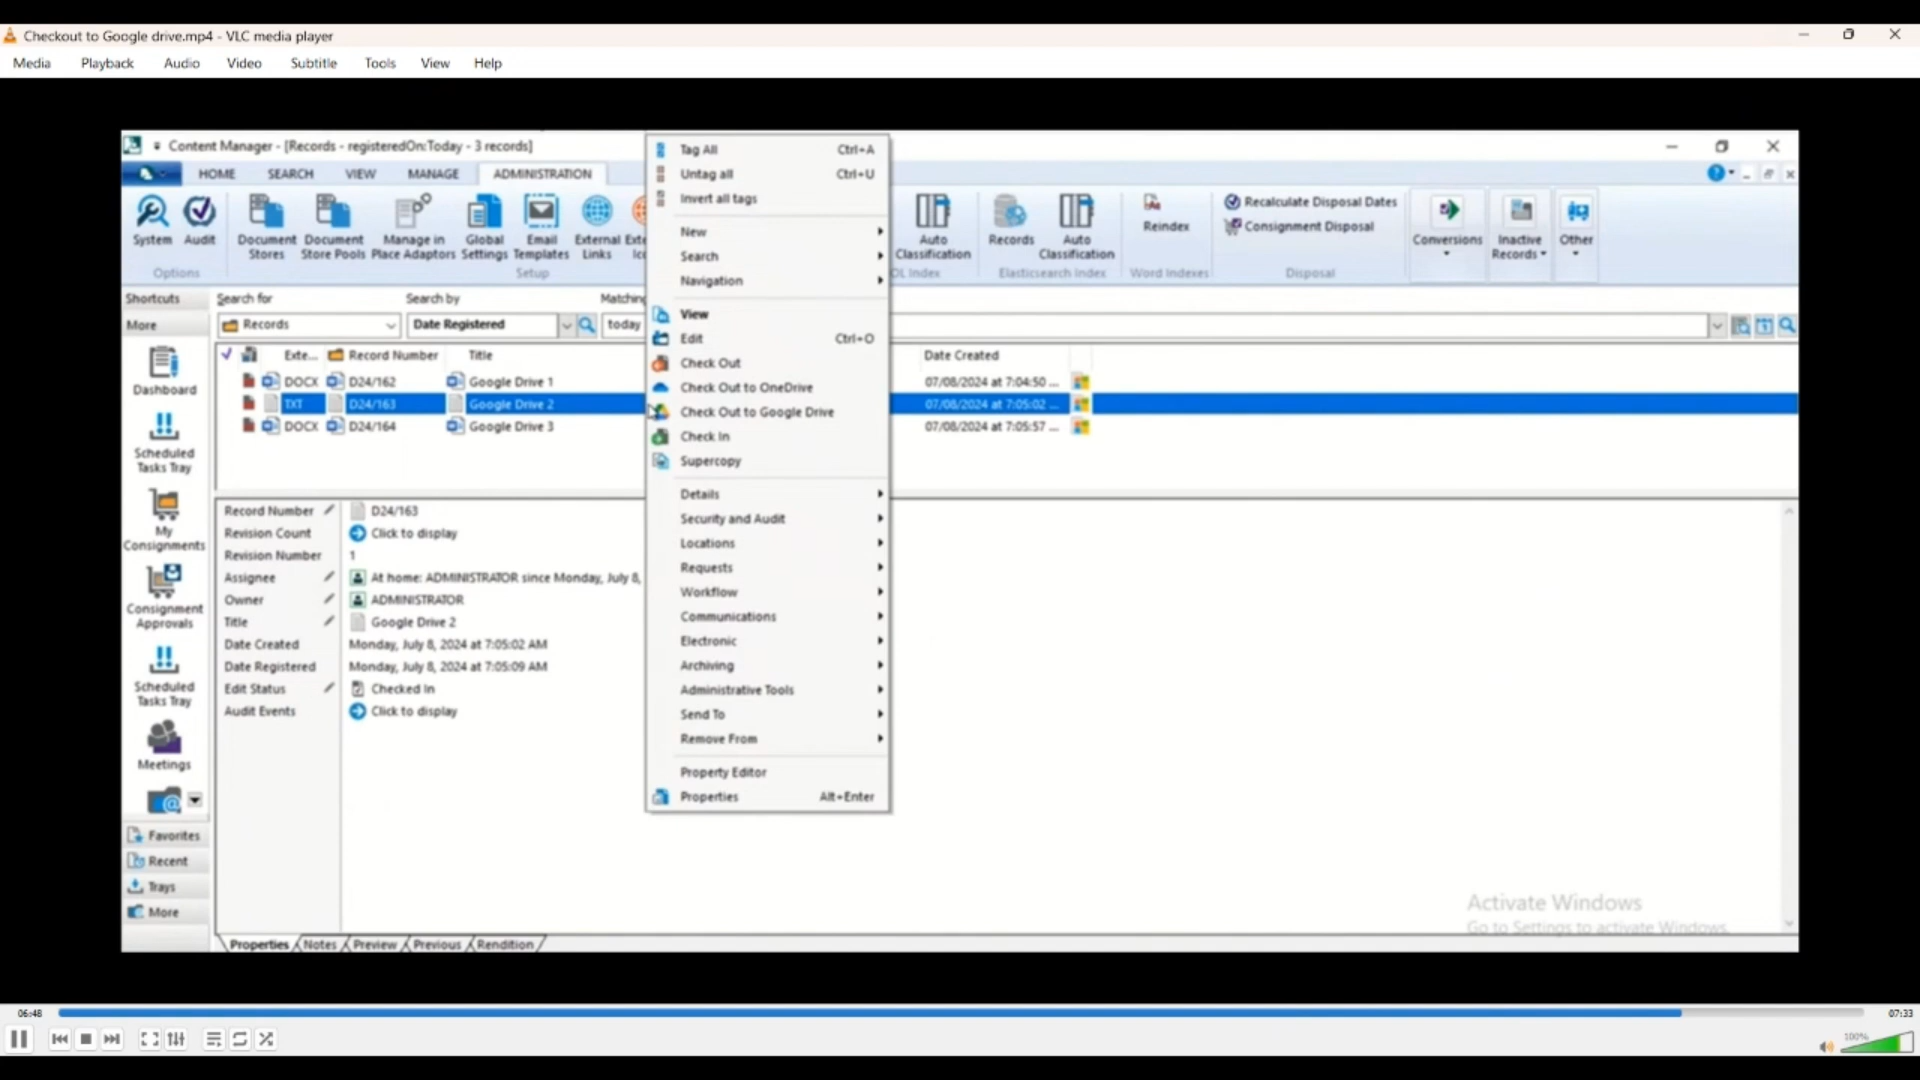 Checkout to Google drive.mp4 - VLC media player
Media Playback Audio Video Subtitle Tools View Help
Content Manager - [Records - registeredOn:Today - 3 records]
HOME SEARCH VIEW MANAGE ADMINISTRATION
System
Audit
Document Stores
Document Store Pools
Manage in Place Adaptors
Global Settings
Email Templates
External Links
Auto Classification
Records
Auto Classification
Reindex
Recalculate Disposal Dates
Consignment Disposal
Conversions
Inactive Records
Other
Options
Setup
Elasticsearch Index
Word Indexes
Disposal
Shortcuts
More
Search for
Search by
Records
Date Registered
today
Exte... Record Number Title Date Created
DOCX D24/162 Google Drive 1 07/08/2024 at 7:04:50 ...
TXT D24/163 Google Drive 2 07/08/2024 at 7:05:02 ...
DOCX D24/164 Google Drive 3 07/08/2024 at 7:05:57 ...
Dashboard
Scheduled Tasks Tray
My Consignments
Consignment Approvals
Scheduled Tasks Tray
Meetings
Favorites
Recent
Trays
More
Record Number D24/163
Revision Count Click to display
Revision Number 1
Assignee At home: ADMINISTRATOR since Monday, July 8,
Owner ADMINISTRATOR
Title Google Drive 2
Date Created Monday, July 8, 2024 at 7:05:02 AM
Date Registered Monday, July 8, 2024 at 7:05:09 AM
Edit Status Checked In
Audit Events Click to display
Properties Notes Preview Previous Rendition
Tag All Ctrl+A
Untag all Ctrl+U
Invert all tags
New
Search
Navigation
View
Edit Ctrl+O
Check Out
Check Out to OneDrive
Check Out to Google Drive
Check In
Supercopy
Details
Security and Audit
Locations
Requests
Workflow
Communications
Electronic
Archiving
Administrative Tools
Send To
Remove From
Property Editor
Properties Alt+Enter
Activate Windows
Go to Settings to activate Windows.
06:48
07:33
100%